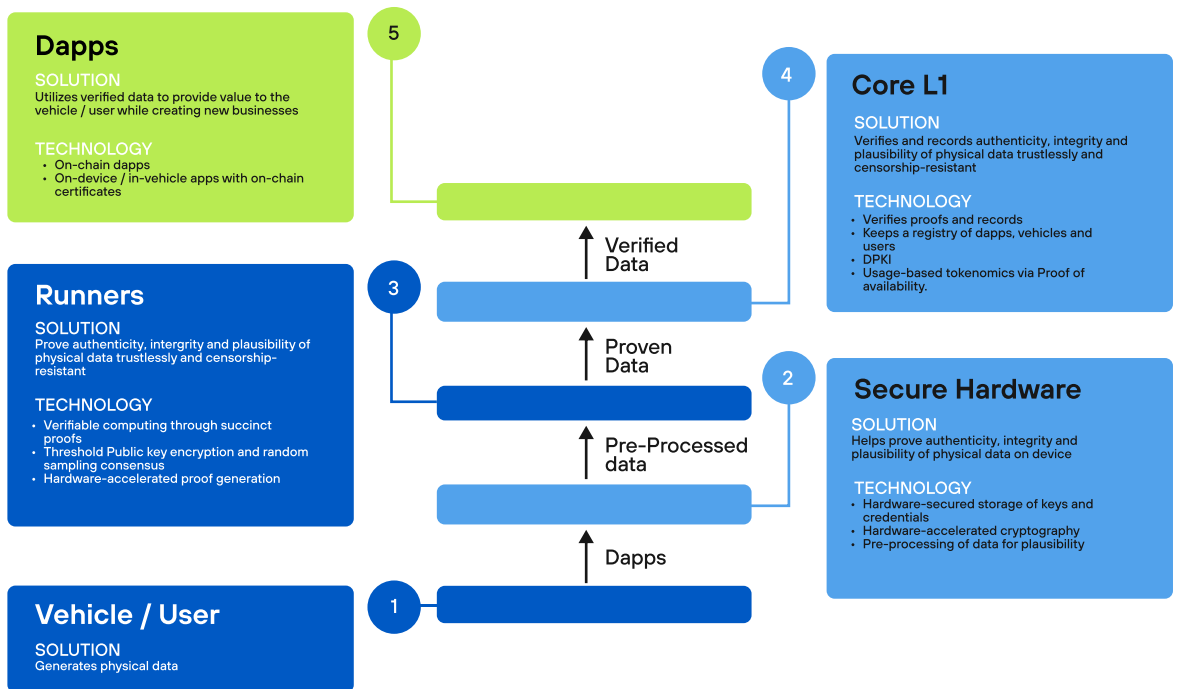 Dapps
SOLUTION
Utilizes verified data to provide value to the
vehicle / user while creating new businesses
TECHNOLOGY
• On-chain dapps
• On-device / in-vehicle apps with on-chain
certificates
5
4
Core L1
SOLUTION
Verifies and records authenticity, integrity and
plausibility of physical data trustlessly and
censorship-resistant
TECHNOLOGY
• Verifies proofs and records
• Keeps a registry of dapps, vehicles and
users
• DPKI
• Usage-based tokenomics via Proof of
availability.
Verified
Data
Runners
SOLUTION
Prove authenticity, intergrity and plausibility of
physical data trustlessly and censorship-
resistant
TECHNOLOGY
• Verifiable computing through succinct
proofs
• Threshold Public key encryption and random
sampling consensus
• Hardware-accelerated proof generation
3
Proven
Data
2
Secure Hardware
SOLUTION
Helps prove authenticity, integrity and
plausibility of physical data on device
TECHNOLOGY
• Hardware-secured storage of keys and
credentials
• Hardware-accelerated cryptography
• Pre-processing of data for plausibility
Pre-Processed
data
Dapps
Vehicle / User
SOLUTION
Generates physical data
1